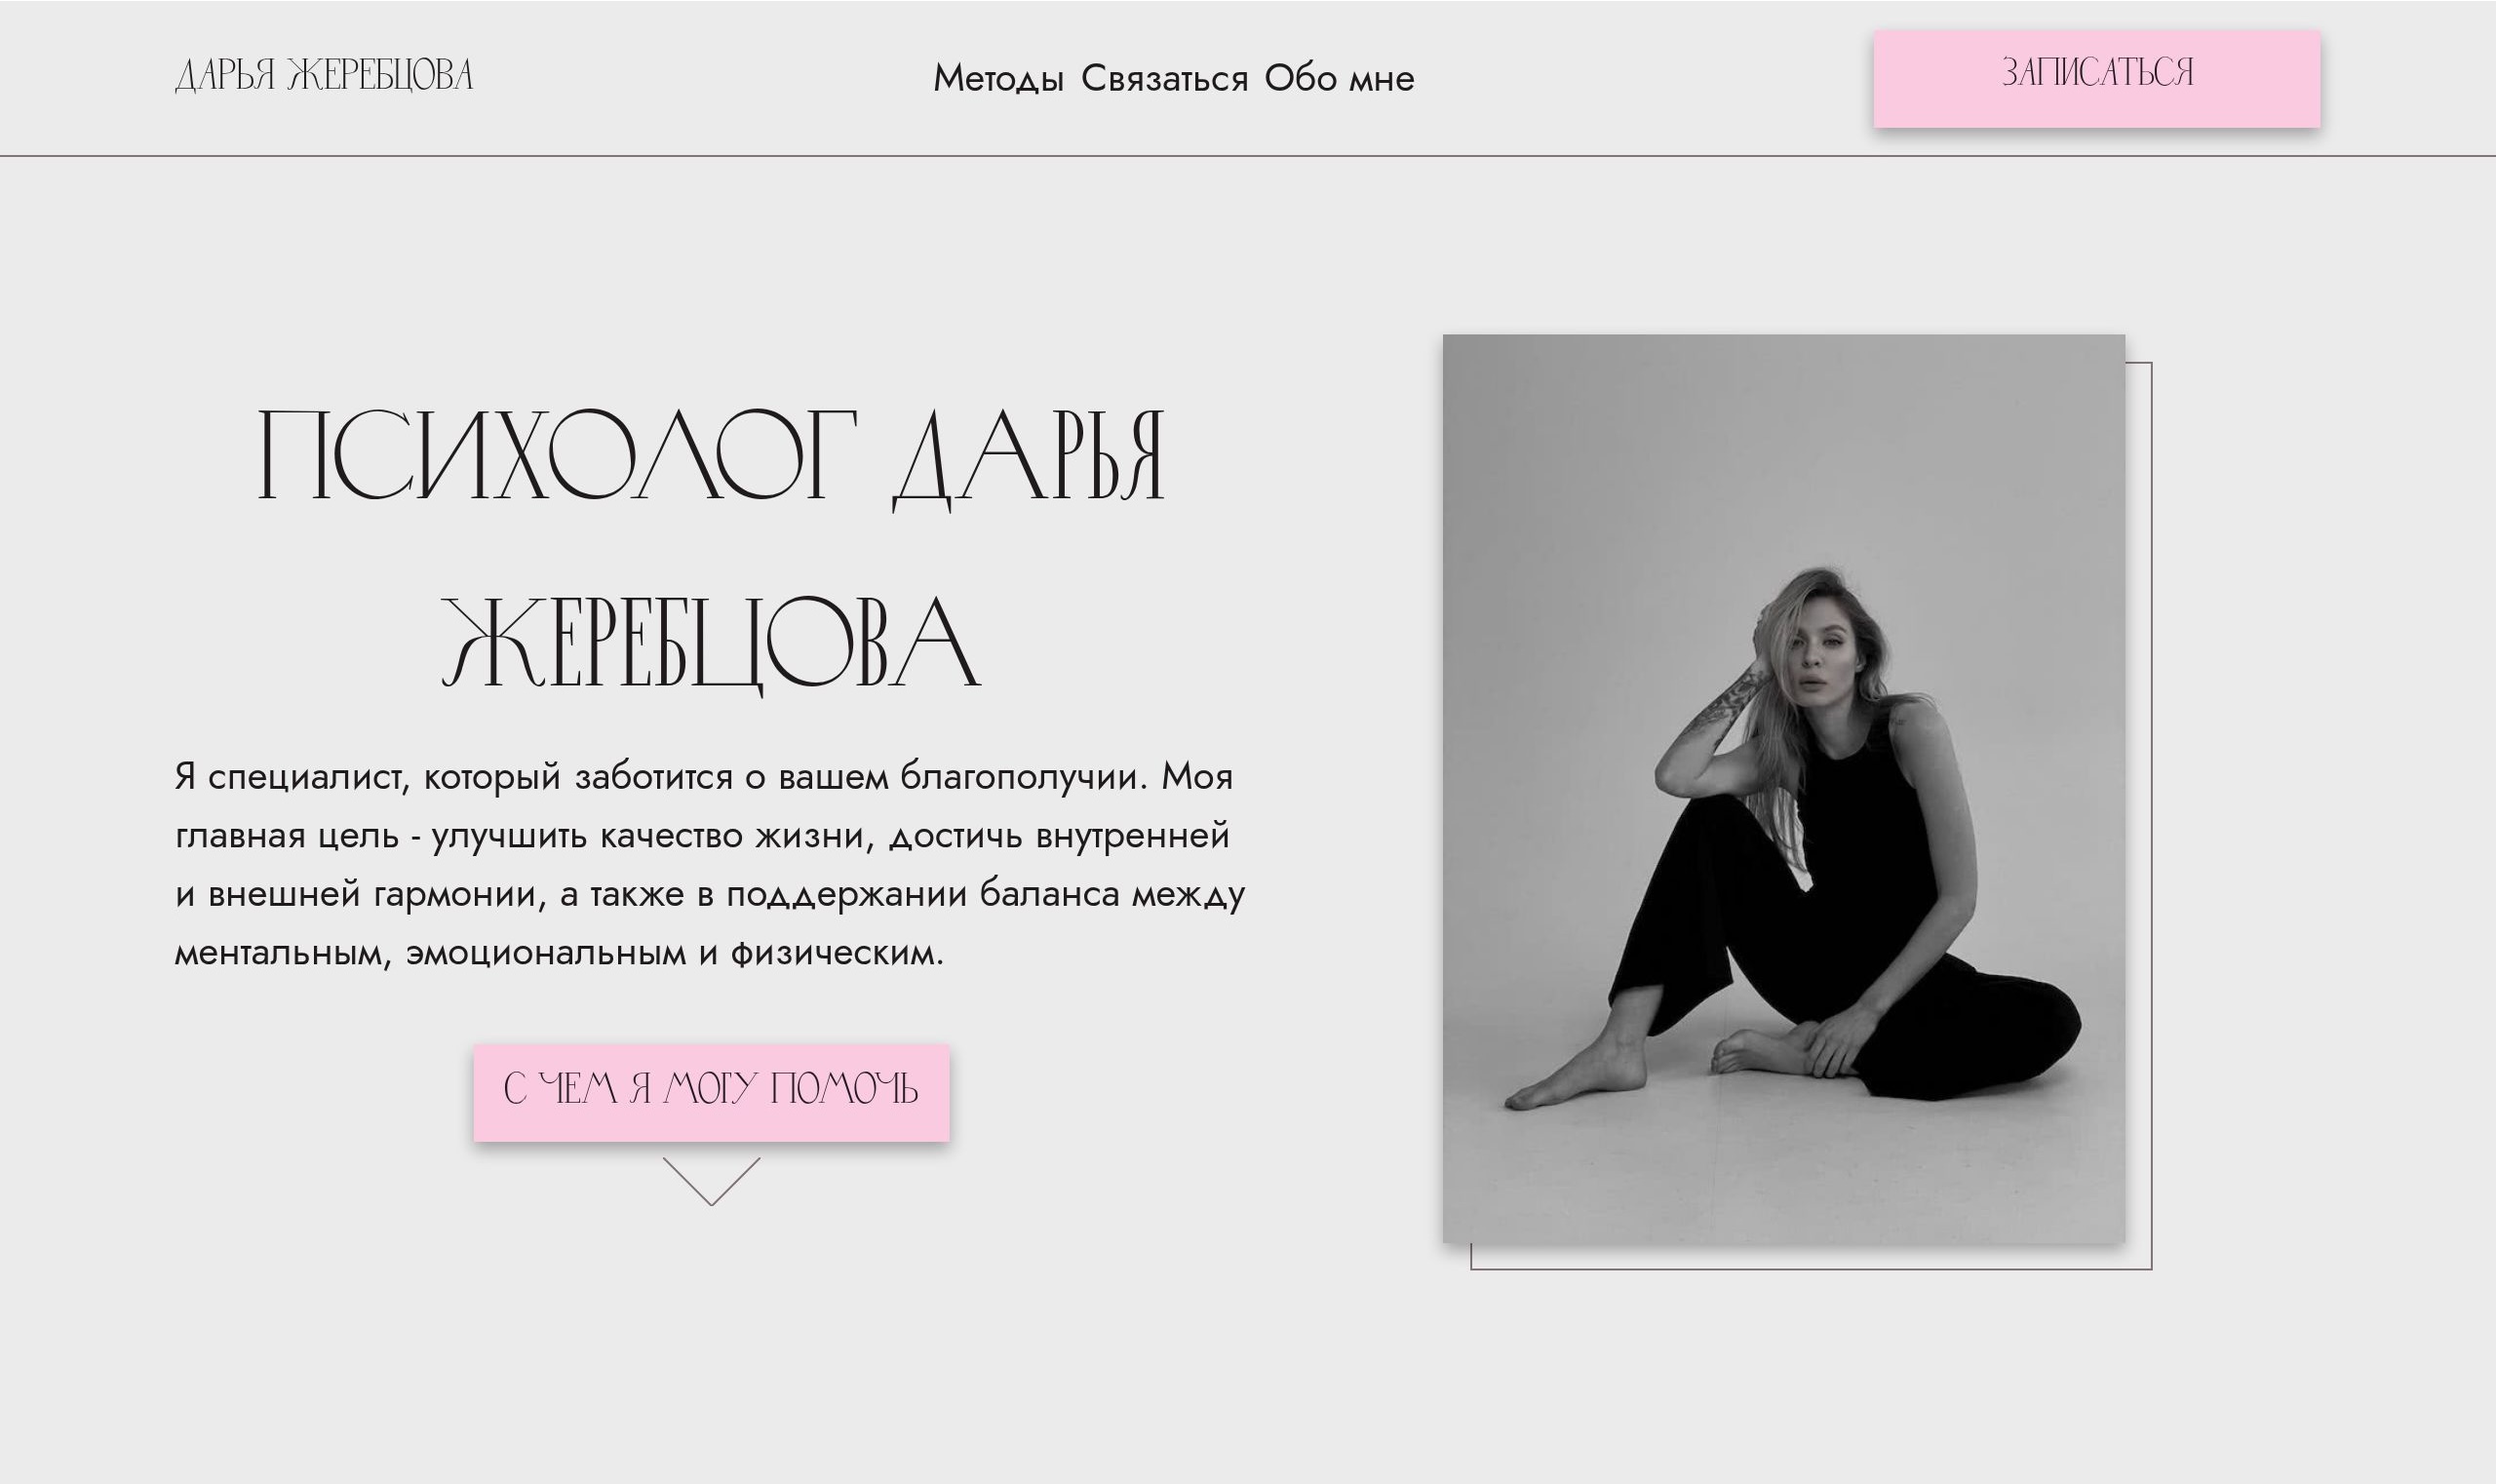 ДАРЬЯ ЖЕРЕБЦОВА
Методы Связаться Обо мне
ЗАПИСАТЬСЯ
ПСИХОЛОГ ДАРЬЯ
ЖЕРЕБЦОВА
Я специалист, который заботится о вашем благополучии. Моя
главная цель - улучшить качество жизни, достичь внутренней
и внешней гармонии, а также в поддержании баланса между
ментальным, эмоциональным и физическим.
С ЧЕМ Я МОГУ ПОМОЧЬ